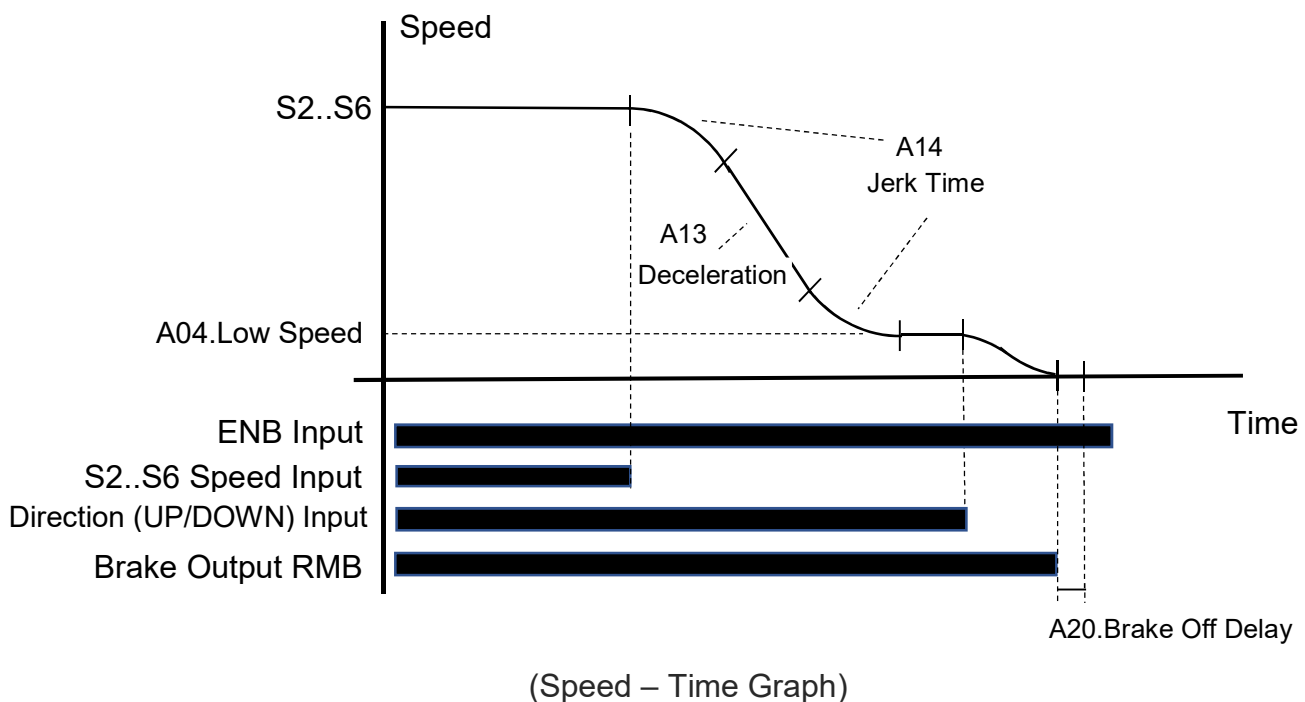 Speed
S2..S6
A14
Jerk Time
A13
Deceleration
A04.Low Speed
ENB Input
Time
S2..S6 Speed Input
Direction (UP/DOWN) Input
Brake Output RMB
A20.Brake Off Delay
(Speed – Time Graph)